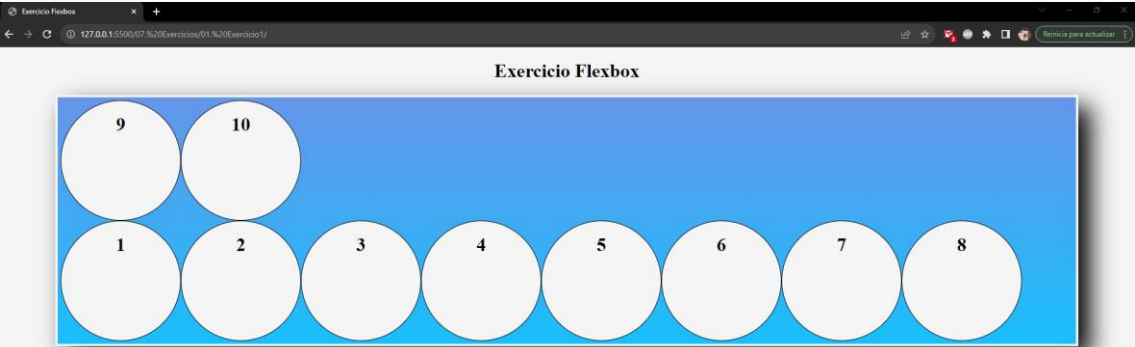 Exercicio Flexbox
127.0.0.1:5500/07.%20Exercicios/01.%20Exercicio1/
Reinicia para actualizar
Exercicio Flexbox
9 10
1 2 3 4 5 6 7 8